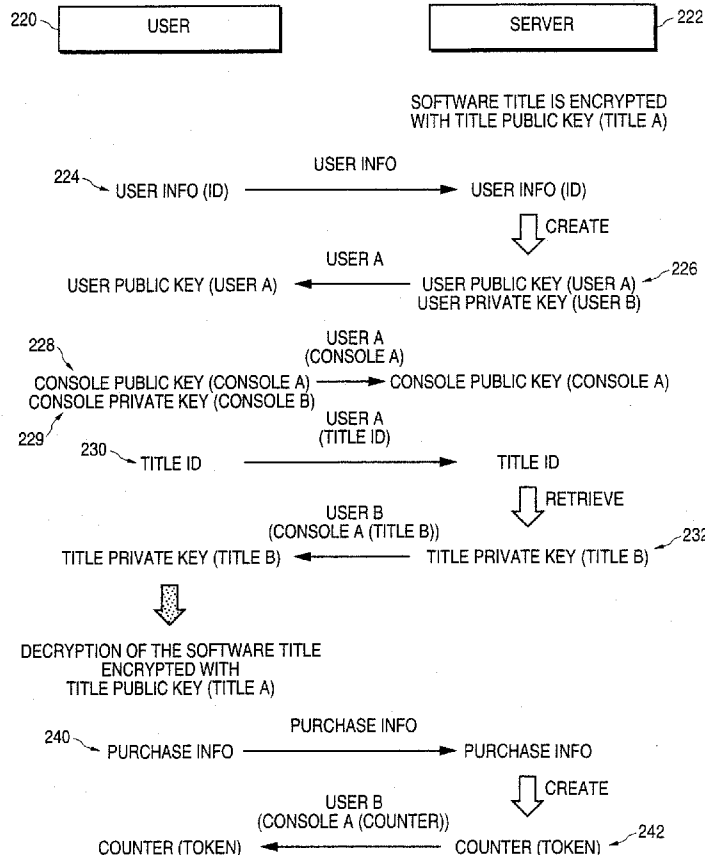 220 USER SERVER 222
SOFTWARE TITLE IS ENCRYPTED
WITH TITLE PUBLIC KEY (TITLE A)
USER INFO
224 USER INFO (ID) USER INFO (ID)
CREATE
USER A
USER PUBLIC KEY (USER A) USER PUBLIC KEY (USER A) 226
USER PRIVATE KEY (USER B)
USER A
(CONSOLE A)
228
CONSOLE PUBLIC KEY (CONSOLE A) CONSOLE PUBLIC KEY (CONSOLE A)
CONSOLE PRIVATE KEY (CONSOLE B)
229
USER A
(TITLE ID)
230 TITLE ID TITLE ID
RETRIEVE
USER B
(CONSOLE A (TITLE B))
TITLE PRIVATE KEY (TITLE B) TITLE PRIVATE KEY (TITLE B) 232
DECRYPTION OF THE SOFTWARE TITLE
ENCRYPTED WITH
TITLE PUBLIC KEY (TITLE A)
PURCHASE INFO
240 PURCHASE INFO PURCHASE INFO
CREATE
USER B
(CONSOLE A (COUNTER))
COUNTER (TOKEN) COUNTER (TOKEN) 242